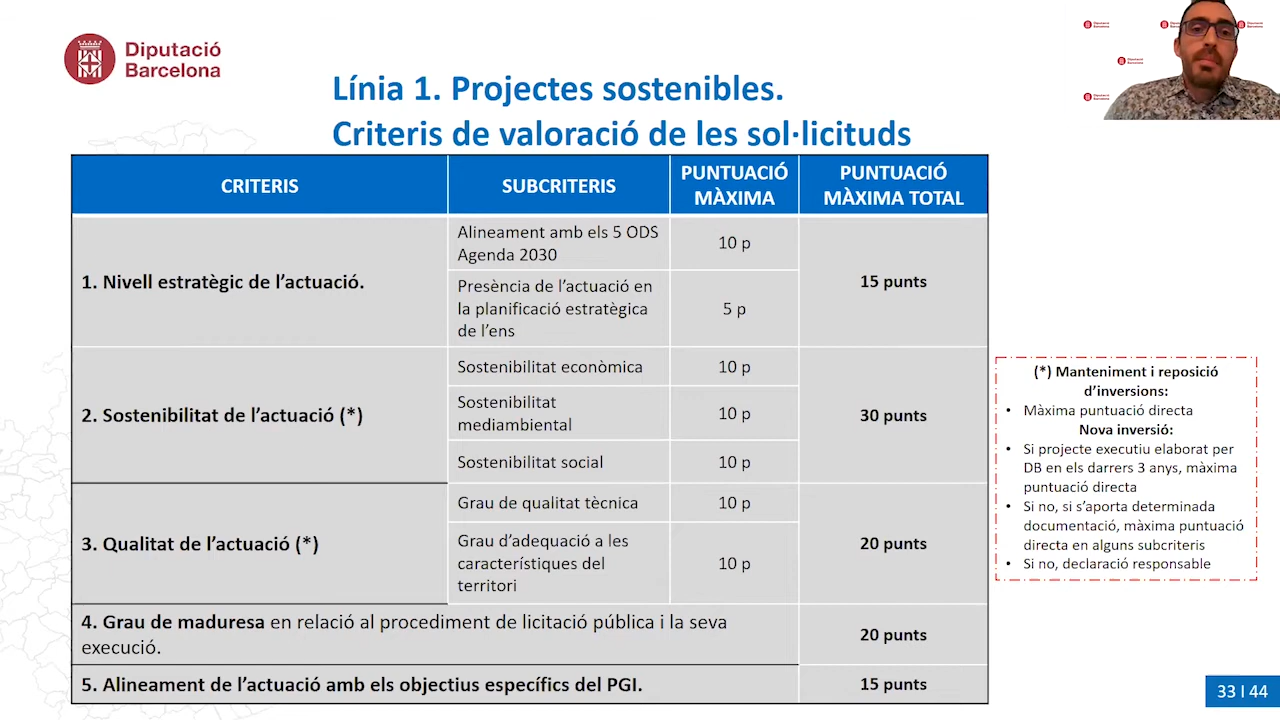 Diputació
Barcelona
Línia 1. Projectes sostenibles.
Criteris de valoració de les sol·licituds
CRITERIS
SUBCRITERIS
PUNTUACIÓ
MÀXIMA
PUNTUACIÓ
MÀXIMA TOTAL
1. Nivell estratègic de l’actuació.
Alineament amb els 5 ODS
Agenda 2030
10 p
Presència de l’actuació en
la planificació estratègica
de l’ens
5 p
15 punts
2. Sostenibilitat de l’actuació (*)
Sostenibilitat econòmica
10 p
Sostenibilitat
mediambiental
10 p
Sostenibilitat social
10 p
30 punts
3. Qualitat de l’actuació (*)
Grau de qualitat tècnica
10 p
Grau d’adequació a les
característiques del
territori
10 p
20 punts
4. Grau de maduresa en relació al procediment de licitació pública i la seva
execució.
20 punts
5. Alineament de l’actuació amb els objectius específics del PGI.
15 punts
(*) Manteniment i reposició
d’inversions:
• Màxima puntuació directa
Nova inversió:
• Si projecte executiu elaborat per
DB en els darrers 3 anys, màxima
puntuació directa
• Si no, si s’aporta determinada
documentació, màxima puntuació
directa en alguns subcriteris
• Si no, declaració responsable
33 I 44